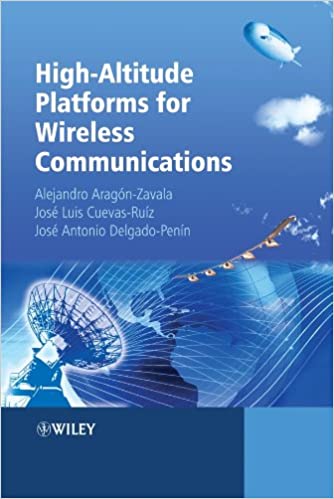 High-Altitude
Platforms for
Wireless
Communications
Alejandro Aragón-Zavala
José Luis Cuevas-Ruíz
José Antonio Delgado-Penín
WILEY